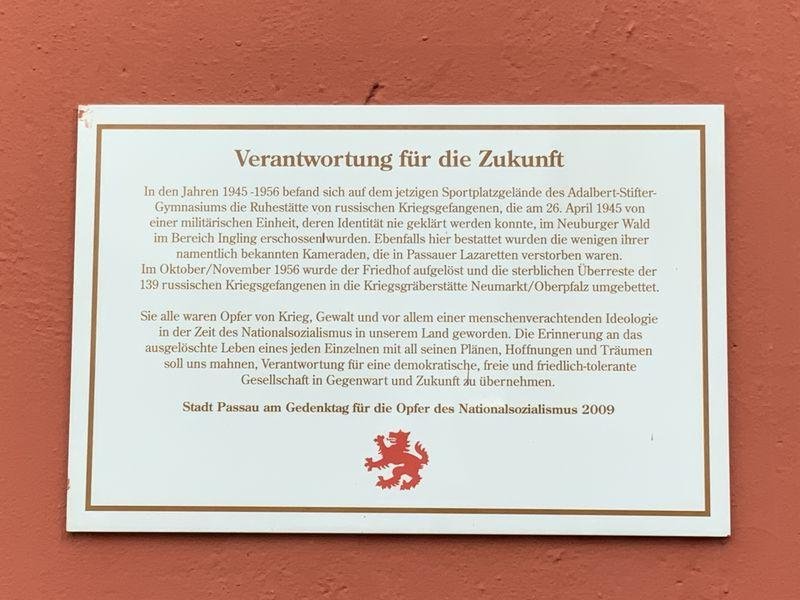 Verantwortung für die Zukunft
In den Jahren 1945 -1956 befand sich auf dem jetzigen Sportplatzgelände des Adalbert-Stifter-
Gymnasiums die Ruhestätte von russischen Kriegsgefangenen, die am 26. April 1945 von
einer militärischen Einheit, deren Identität nie geklärt werden konnte, im Neuburger Wald
im Bereich Ingling erschossen wurden. Ebenfalls hier bestattet wurden die wenigen ihrer
namentlich bekannten Kameraden, die in Passauer Lazaretten verstorben waren.
Im Oktober/November 1956 wurde der Friedhof aufgelöst und die sterblichen Überreste der
139 russischen Kriegsgefangenen in die Kriegsgräberstätte Neumarkt/Oberpfalz umgebettet.
Sie alle waren Opfer von Krieg, Gewalt und vor allem einer menschenverachtenden Ideologie
in der Zeit des Nationalsozialismus in unserem Land geworden. Die Erinnerung an das
ausgelöschte Leben eines jeden Einzelnen mit all seinen Plänen, Hoffnungen und Träumen
soll uns mahnen, Verantwortung für eine demokratische, freie und friedlich-tolerante
Gesellschaft in Gegenwart und Zukunft zu übernehmen.
Stadt Passau am Gedenktag für die Opfer des Nationalsozialismus 2009